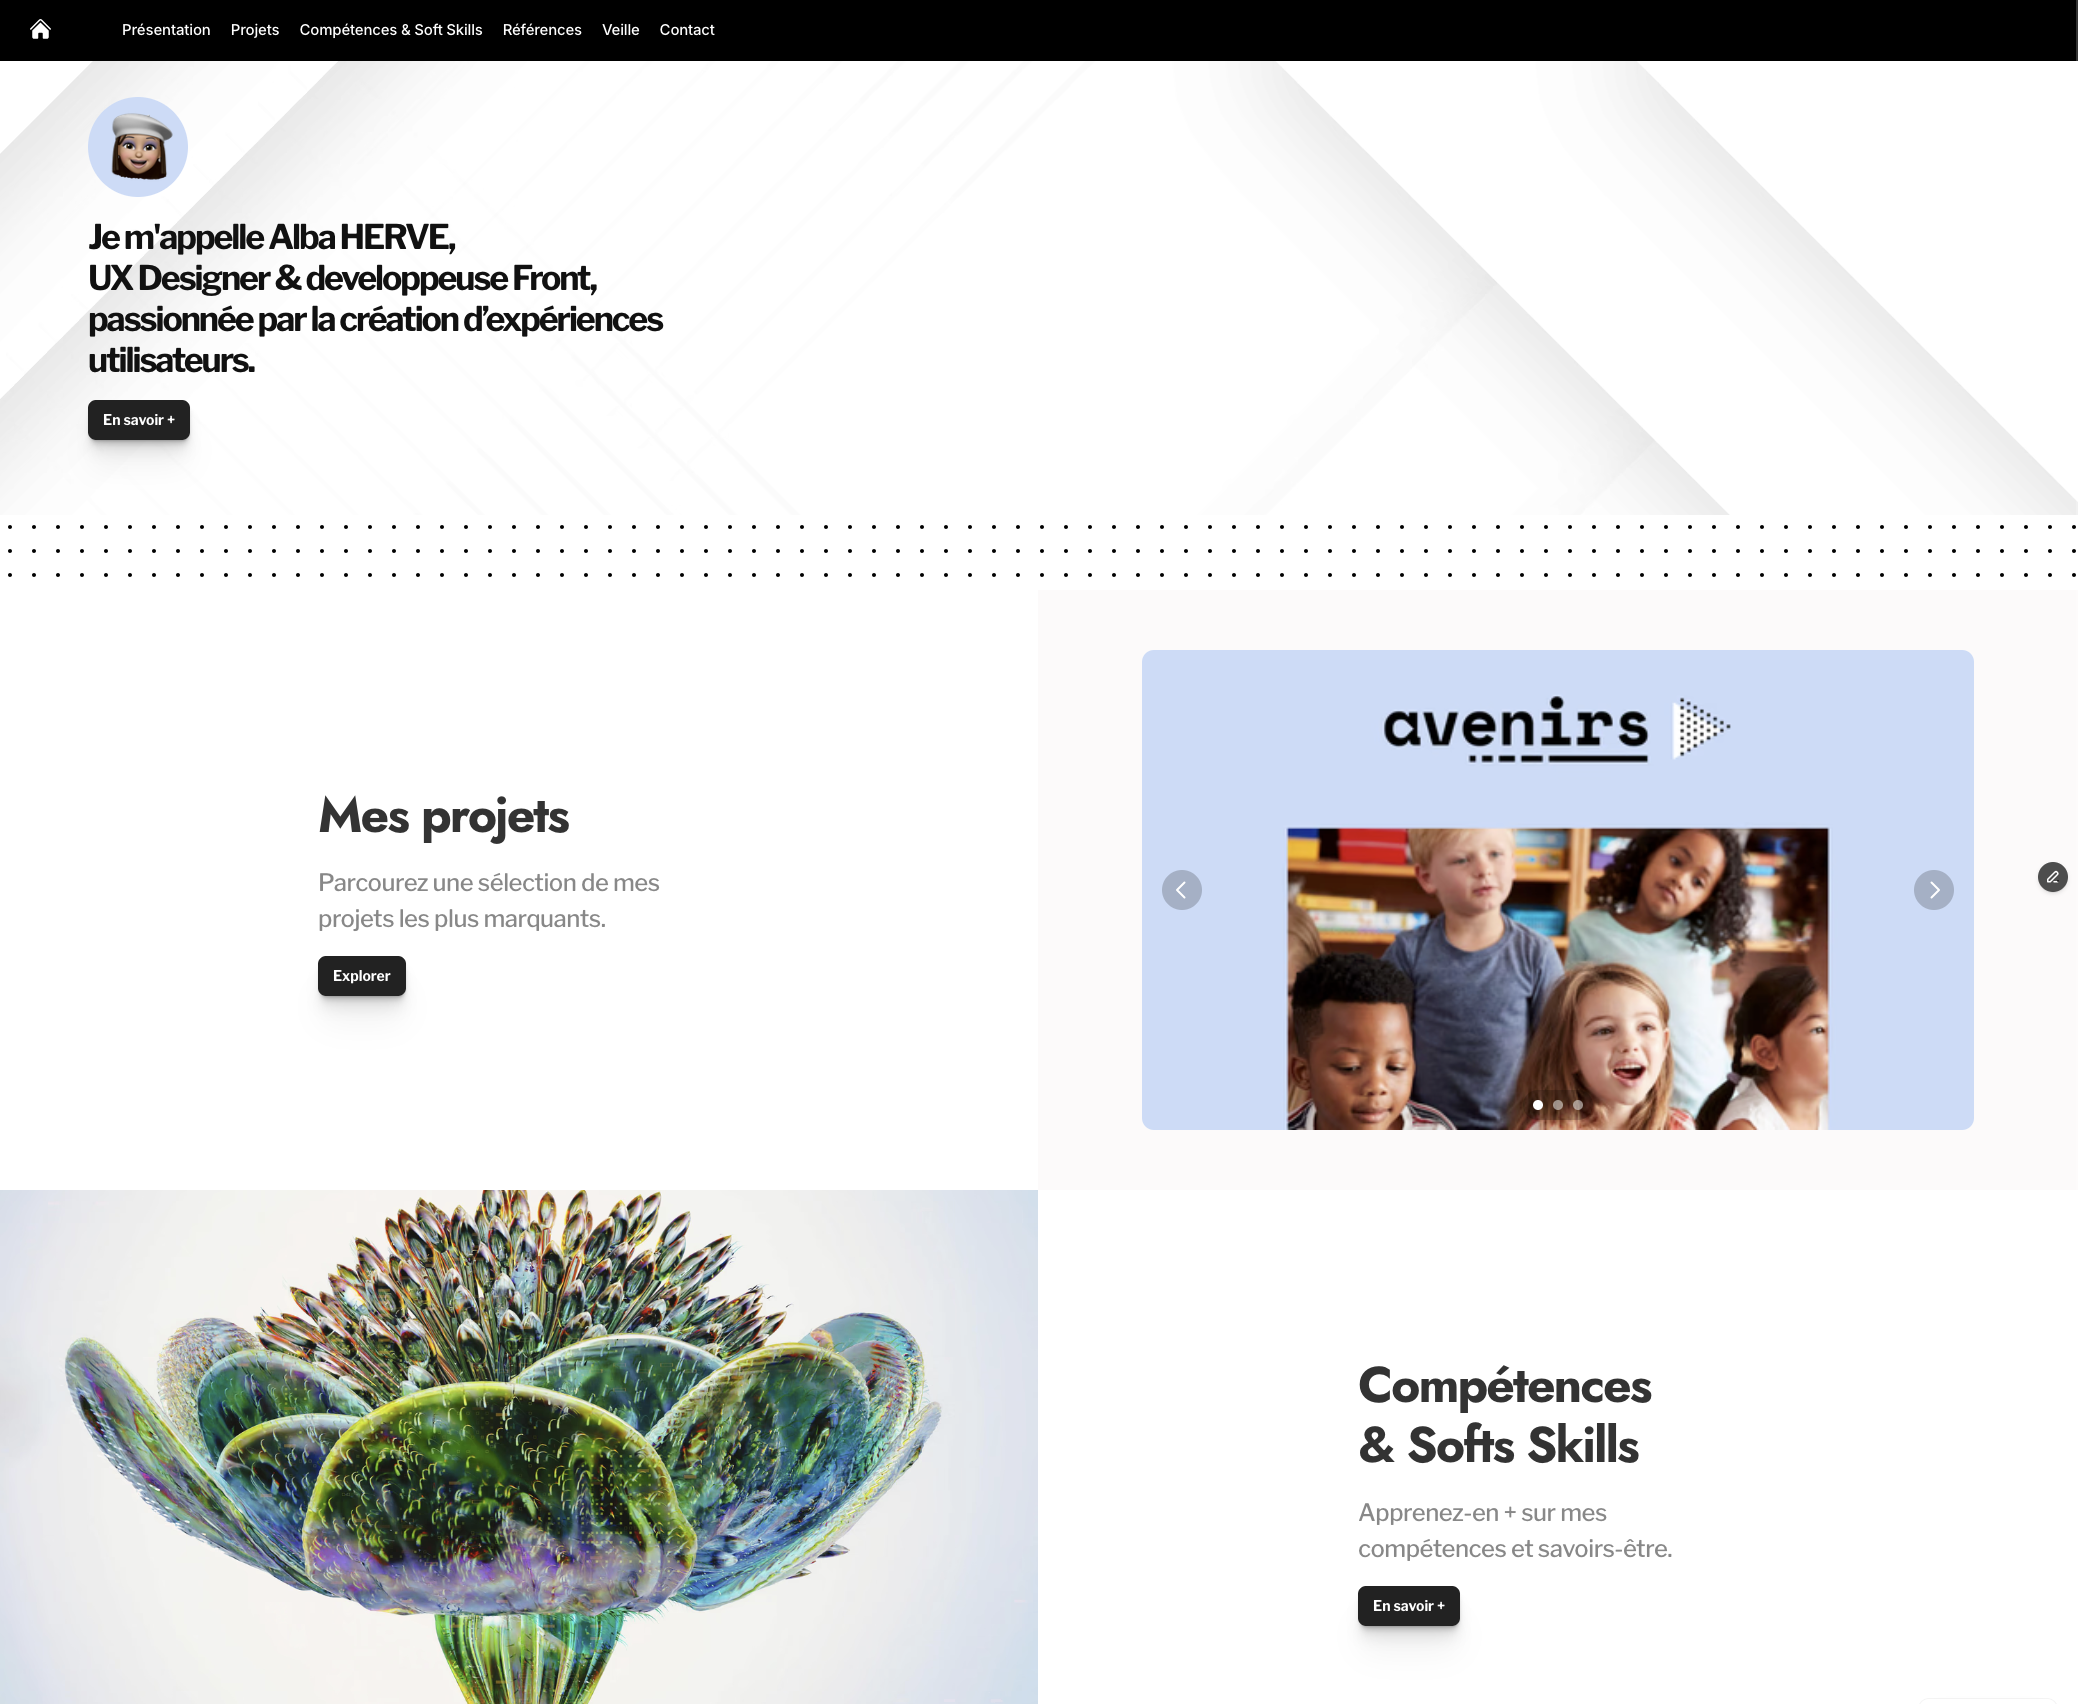 Présentation Projets Compétences & Soft Skills Références Veille Contact
Je m'appelle Alba HERVE,
UX Designer & developpeuse Front,
passionnée par la création d’expériences
utilisateurs.
En savoir +
avenirs
Mes projets
Parcourez une sélection de mes
projets les plus marquants.
Explorer
Compétences
& Softs Skills
Apprenez-en + sur mes
compétences et savoirs-être.
En savoir +